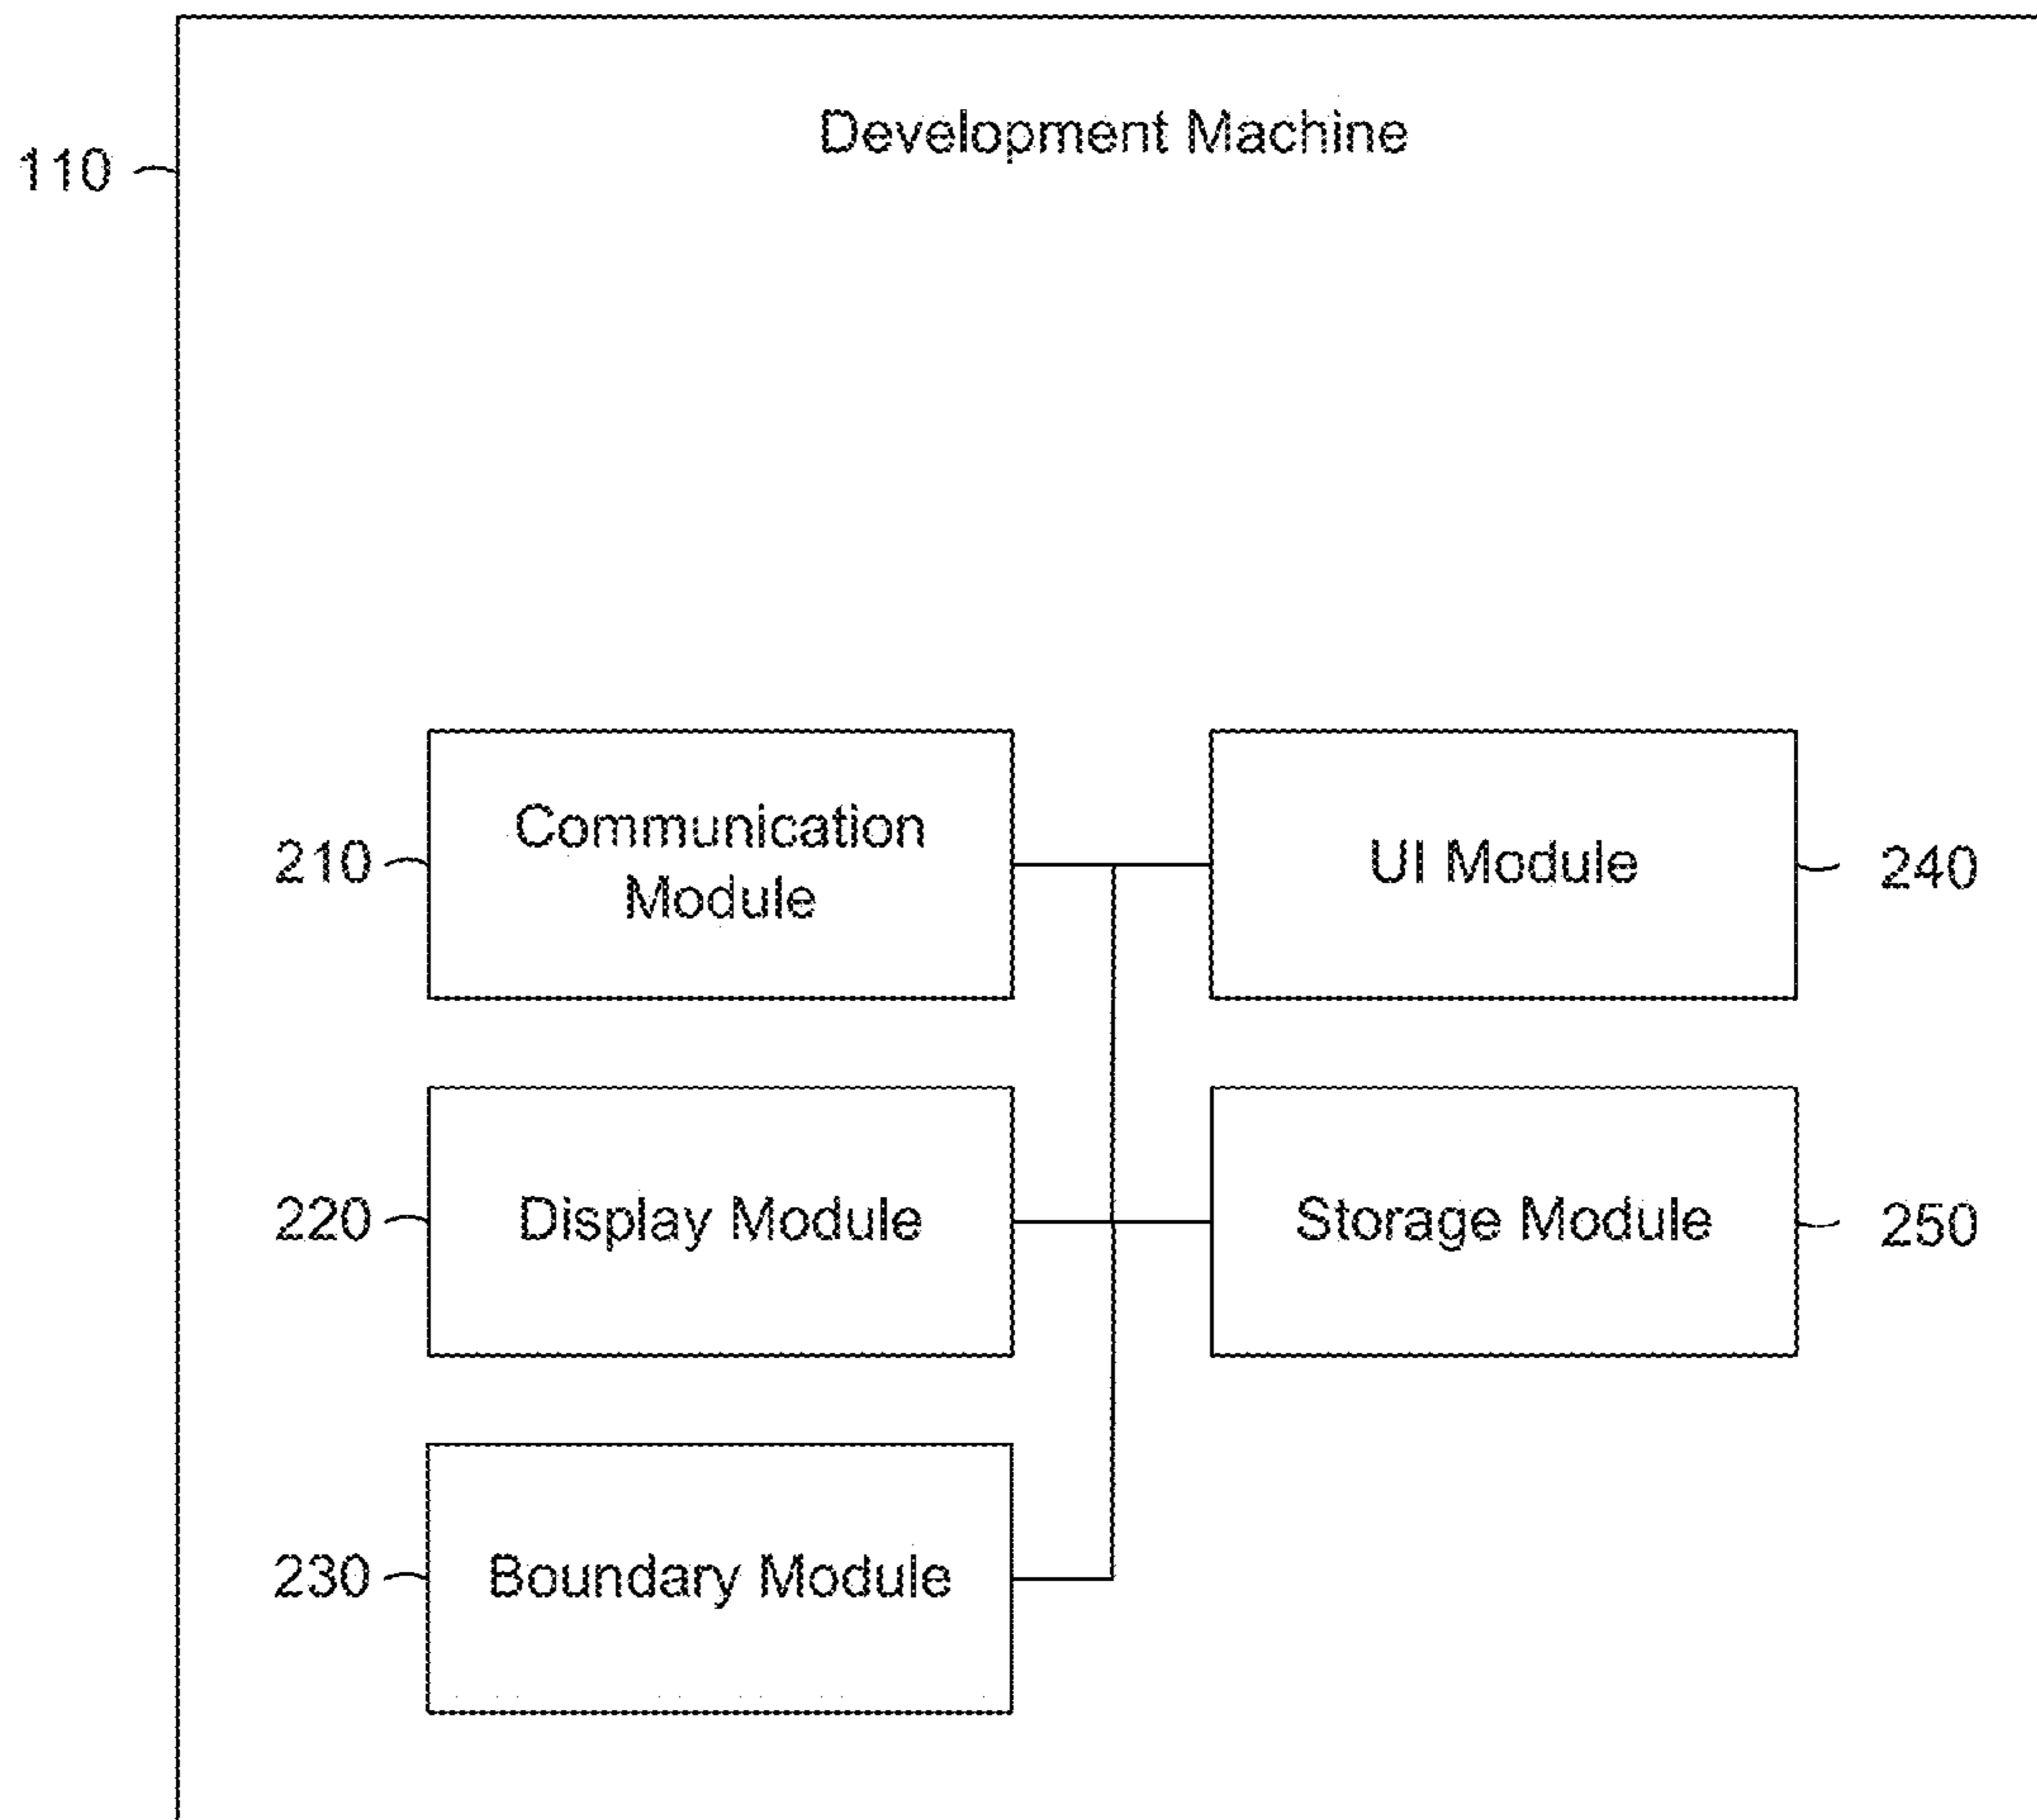 Development Machine
110
Communication
Module
210
UI Module
240
220
Display Module
Storage Module
250
230
Boundary Module